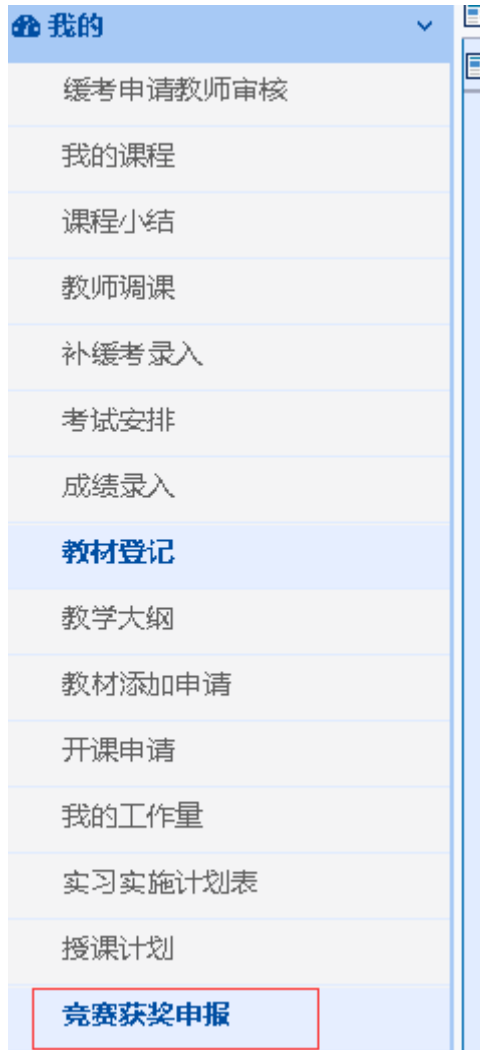 我的
缓考申请教师审核
我的课程
课程小结
教师调课
补缓考录入
考试安排
成绩录入
教材登记
教学大纲
教材添加申请
开课申请
我的工作量
实习实施计划表
授课计划
竞赛获奖申报